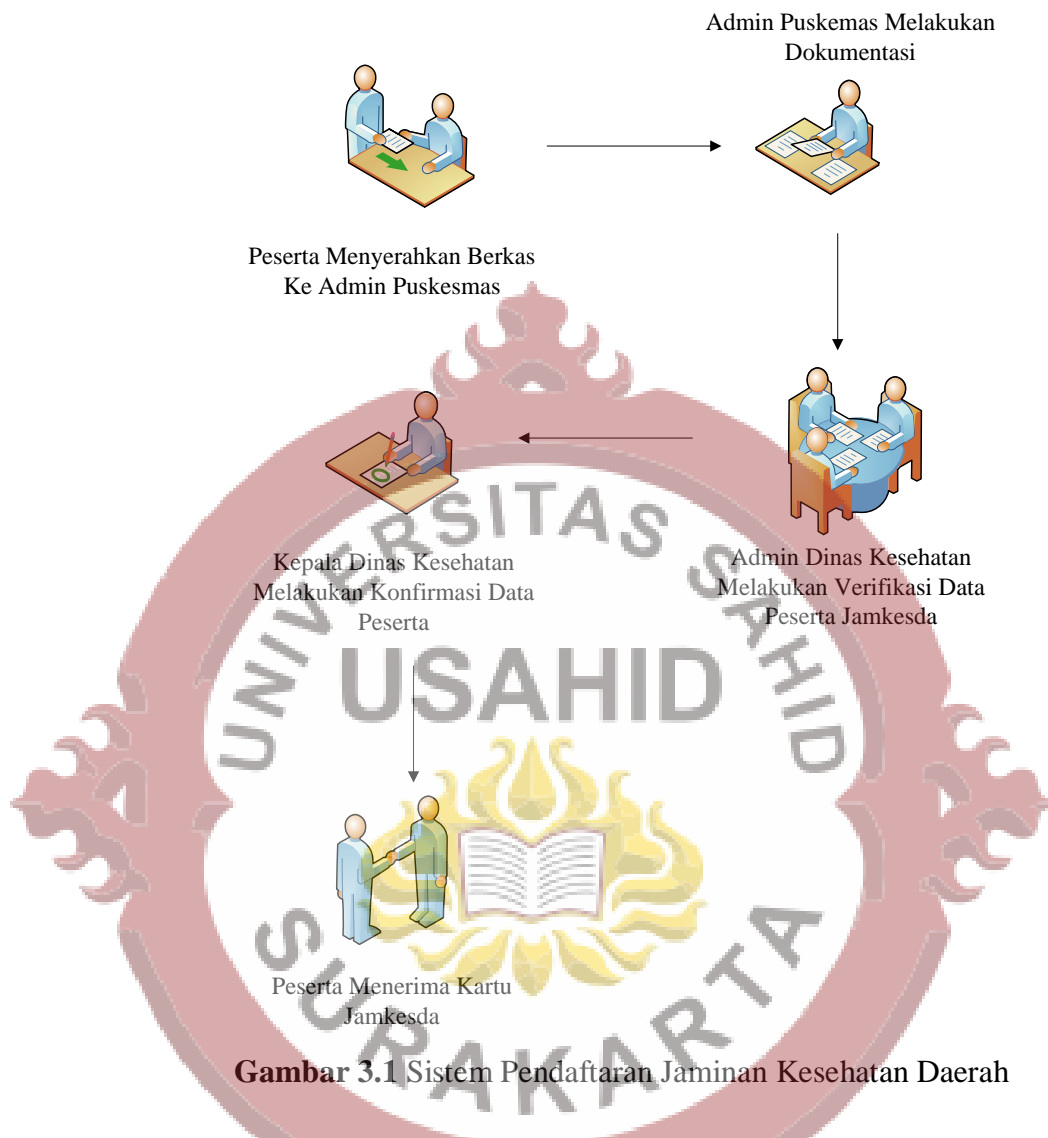 Admin Puskemas Melakukan
Dokumentasi
Peserta Menyerahkan Berkas
Ke Admin Puskesmas
Kepala Dinas Kesehatan
Melakukan Konfirmasi Data
Peserta
Admin Dinas Kesehatan
Melakukan Verifikasi Data
Peserta Jamkesda
UNIVERSITAS SAHID
USAHID
Peserta Menerima Kartu
Jamkesda
SURAKARTA
Gambar 3.1 Sistem Pendaftaran Jaminan Kesehatan Daerah